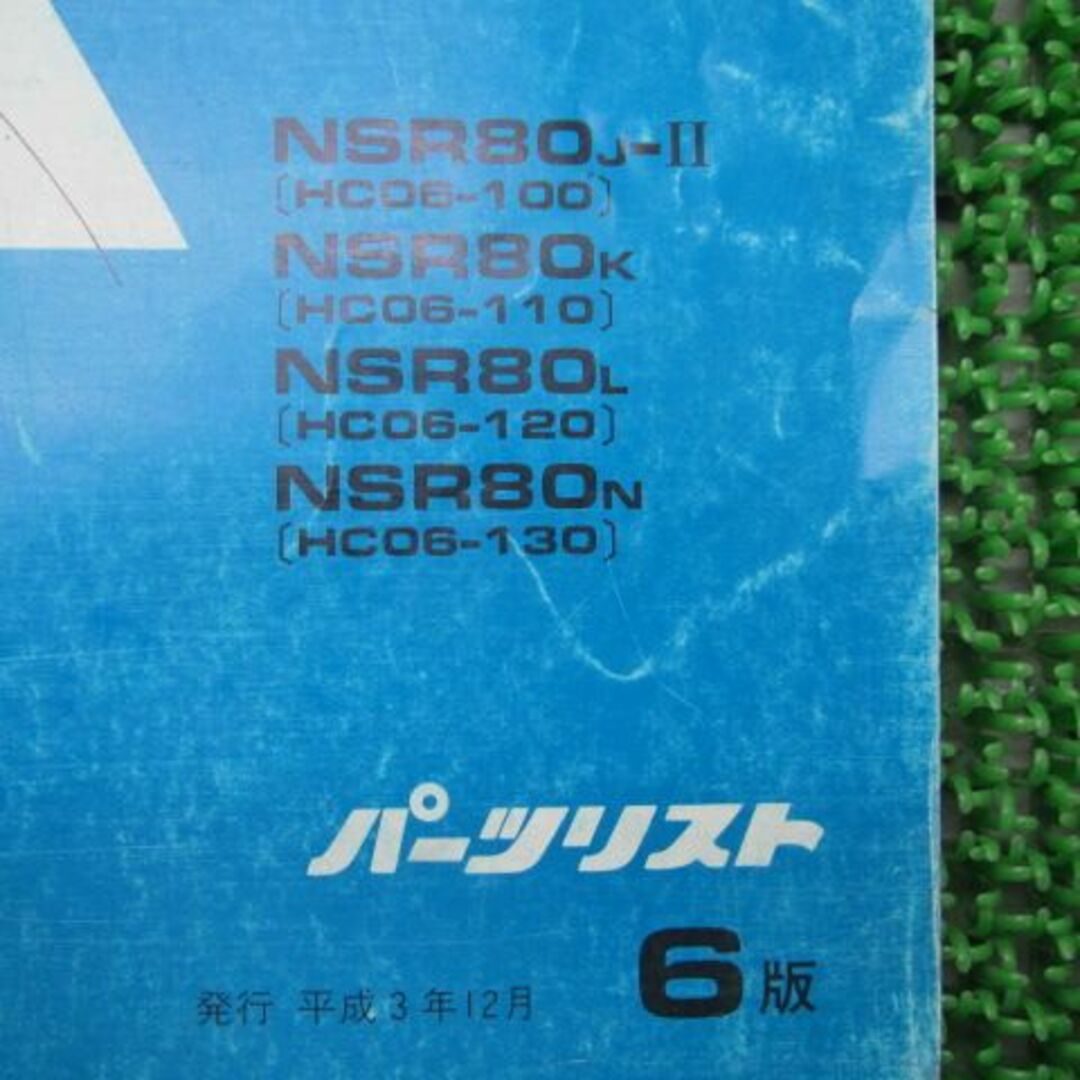 NSR80J-II
〔HC06-100〕
NSR80K
〔HC06-110〕
NSR80L
〔HC06-120〕
NSR80N
〔HC06-130〕
パーツリスト
6版
発行 平成3年12月